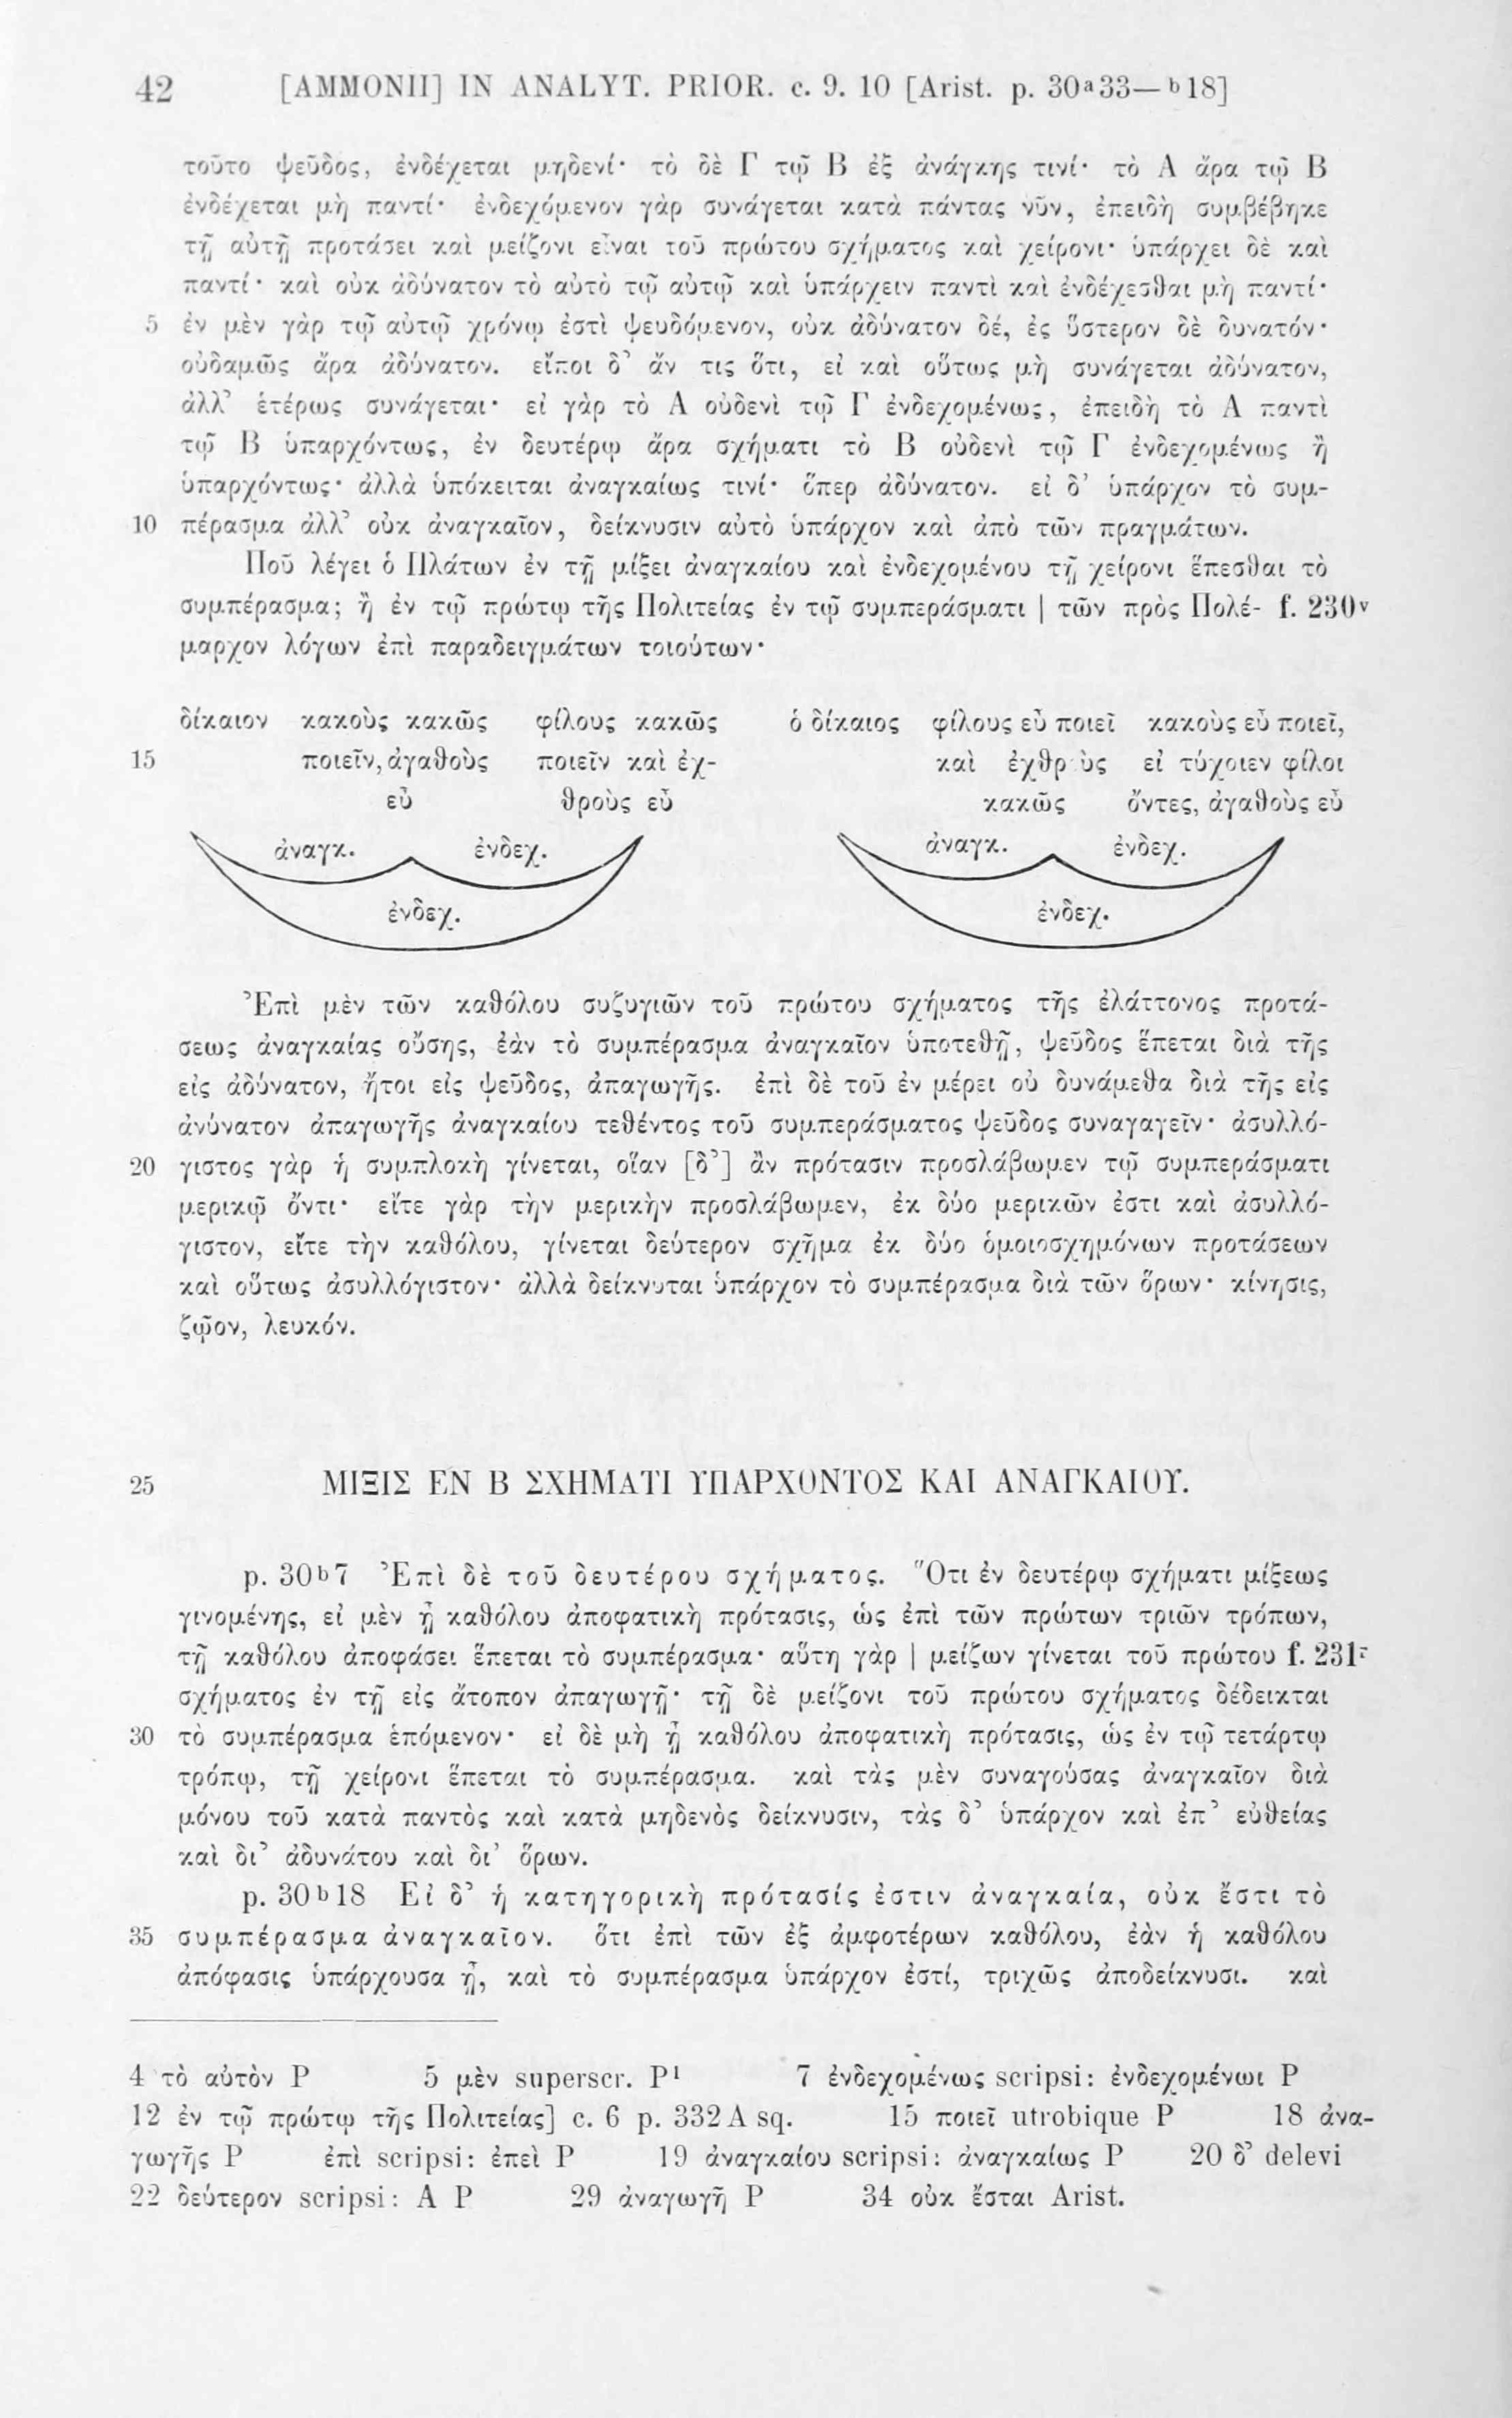 42 [AMMONII] IN ANALYT. PRIOR. c. 9. 10 [Arist. p. 30ᵃ33—ᵇ18]
τοῦτο ψεῦδος, ἐνδέχεται μηδενί· τὸ δὲ Γ τῷ Β ἐξ ἀνάγκης τινί· τὸ Α ἄρα τῷ Β
ἐνδέχεται μὴ παντί· ἐνδεχόμενον γὰρ συνάγεται κατὰ πάντας νῦν, ἐπειδὴ συμβέβηκε
τῇ αὐτῇ προτάσει καὶ μείζονι εἶναι τοῦ πρώτου σχήματος καὶ χείρονι· ὑπάρχει δὲ καὶ
παντί· καὶ οὐκ ἀδύνατον τὸ αὐτὸ τῷ αὐτῷ καὶ ὑπάρχειν παντὶ καὶ ἐνδέχεσθαι μὴ παντί·
5 ἐν μὲν γὰρ τῷ αὐτῷ χρόνῳ ἐστὶ ψευδόμενον, οὐκ ἀδύνατον δέ, ἐς ὕστερον δὲ δυνατόν·
οὐδαμῶς ἄρα ἀδύνατον. εἴποι δ᾽ ἄν τις ὅτι, εἰ καὶ οὕτως μὴ συνάγεται ἀδύνατον,
ἀλλ᾽ ἑτέρως συνάγεται· εἰ γὰρ τὸ Α οὐδενὶ τῷ Γ ἐνδεχομένως, ἐπειδὴ τὸ Α παντὶ
τῷ Β ὑπαρχόντως, ἐν δευτέρῳ ἄρα σχήματι τὸ Β οὐδενὶ τῷ Γ ἐνδεχομένως ἢ
ὑπαρχόντως· ἀλλὰ ὑπόκειται ἀναγκαίως τινί· ὅπερ ἀδύνατον. εἰ δ᾽ ὑπάρχον τὸ συμ-
10 πέρασμα ἀλλ᾽ οὐκ ἀναγκαῖον, δείκνυσιν αὐτὸ ὑπάρχον καὶ ἀπὸ τῶν πραγμάτων.
Ποῦ λέγει ὁ Πλάτων ἐν τῇ μίξει ἀναγκαίου καὶ ἐνδεχομένου τῇ χείρονι ἕπεσθαι τὸ
συμπέρασμα; ἢ ἐν τῷ πρώτῳ τῆς Πολιτείας ἐν τῷ συμπεράσματι | τῶν πρὸς Πολέ- f. 230ᵛ
μαρχον λόγων ἐπὶ παραδειγμάτων τοιούτων·
δίκαιον κακοὺς κακῶς φίλους κακῶς ὁ δίκαιος φίλους εὖ ποιεῖ κακοὺς εὖ ποιεῖ,
15 ποιεῖν, ἀγαθοὺς ποιεῖν καὶ ἐχ- καὶ ἐχθροὺς εἰ τύχοιεν φίλοι
εὖ θροὺς εὖ κακῶς ὄντες, ἀγαθοὺς εὖ
ἀναγκ. ἐνδεχ. ἀναγκ. ἐνδεχ.
ἐνδεχ. ἐνδεχ.
Ἐπὶ μὲν τῶν καθόλου συζυγιῶν τοῦ πρώτου σχήματος τῆς ἐλάττονος προτά-
σεως ἀναγκαίας οὔσης, ἐὰν τὸ συμπέρασμα ἀναγκαῖον ὑποτεθῇ, ψεῦδος ἕπεται διὰ τῆς
εἰς ἀδύνατον, ἤτοι εἰς ψεῦδος, ἀπαγωγῆς. ἐπὶ δὲ τοῦ ἐν μέρει οὐ δυνάμεθα διὰ τῆς εἰς
ἀνύνατον ἀπαγωγῆς ἀναγκαίου τεθέντος τοῦ συμπεράσματος ψεῦδος συναγαγεῖν· ἀσυλλό-
20 γιστος γὰρ ἡ συμπλοκὴ γίνεται, οἵαν [δ᾽] ἂν πρότασιν προσλάβωμεν τῷ συμπεράσματι
μερικῷ ὄντι· εἴτε γὰρ τὴν μερικὴν προσλάβωμεν, ἐκ δύο μερικῶν ἐστι καὶ ἀσυλλό-
γιστον, εἴτε τὴν καθόλου, γίνεται δεύτερον σχῆμα ἐκ δύο ὁμοιοσχημόνων προτάσεων
καὶ οὕτως ἀσυλλόγιστον· ἀλλὰ δείκνυται ὑπάρχον τὸ συμπέρασμα διὰ τῶν ὅρων· κίνησις,
ζῷον, λευκόν.
25 ΜΙΞΙΣ ΕΝ Β ΣΧΗΜΑΤΙ ΥΠΑΡΧΟΝΤΟΣ ΚΑΙ ΑΝΑΓΚΑΙΟΥ.
p. 30ᵇ7 Ἐπὶ δὲ τοῦ δευτέρου σχήματος. Ὅτι ἐν δευτέρῳ σχήματι μίξεως
γινομένης, εἰ μὲν ᾖ καθόλου ἀποφατικὴ πρότασις, ὡς ἐπὶ τῶν πρώτων τριῶν τρόπων,
τῇ καθόλου ἀποφάσει ἕπεται τὸ συμπέρασμα· αὕτη γὰρ | μείζων γίνεται τοῦ πρώτου f. 231ʳ
σχήματος ἐν τῇ εἰς ἄτοπον ἀπαγωγῇ· τῇ δὲ μείζονι τοῦ πρώτου σχήματος δέδεικται
30 τὸ συμπέρασμα ἑπόμενον· εἰ δὲ μὴ ᾖ καθόλου ἀποφατικὴ πρότασις, ὡς ἐν τῷ τετάρτῳ
τρόπῳ, τῇ χείρονι ἕπεται τὸ συμπέρασμα. καὶ τὰς μὲν συναγούσας ἀναγκαῖον διὰ
μόνου τοῦ κατὰ παντὸς καὶ κατὰ μηδενὸς δείκνυσιν, τὰς δ᾽ ὑπάρχον καὶ ἐπ᾽ εὐθείας
καὶ δι᾽ ἀδυνάτου καὶ δι᾽ ὅρων.
p. 30ᵇ18 Εἰ δ᾽ ἡ κατηγορικὴ πρότασίς ἐστιν ἀναγκαία, οὐκ ἔστι τὸ
35 συμπέρασμα ἀναγκαῖον. ὅτι ἐπὶ τῶν ἐξ ἀμφοτέρων καθόλου, ἐὰν ἡ καθόλου
ἀπόφασις ὑπάρχουσα ᾖ, καὶ τὸ συμπέρασμα ὑπάρχον ἐστί, τριχῶς ἀποδείκνυσι. καὶ
4 τὸ αὐτὸν P 5 μὲν superscr. P¹ 7 ἐνδεχομένως scripsi: ἐνδεχομένωι P
12 ἐν τῷ πρώτῳ τῆς Πολιτείας] c. 6 p. 332 A sq. 15 ποιεῖ utrobique P 18 ἀνα-
γωγῆς P ἐπὶ scripsi: ἐπεὶ P 19 ἀναγκαίου scripsi: ἀναγκαίως P 20 δ᾽ delevi
22 δεύτερον scripsi: Α P 29 ἀναγωγῇ P 34 οὐκ ἔσται Arist.